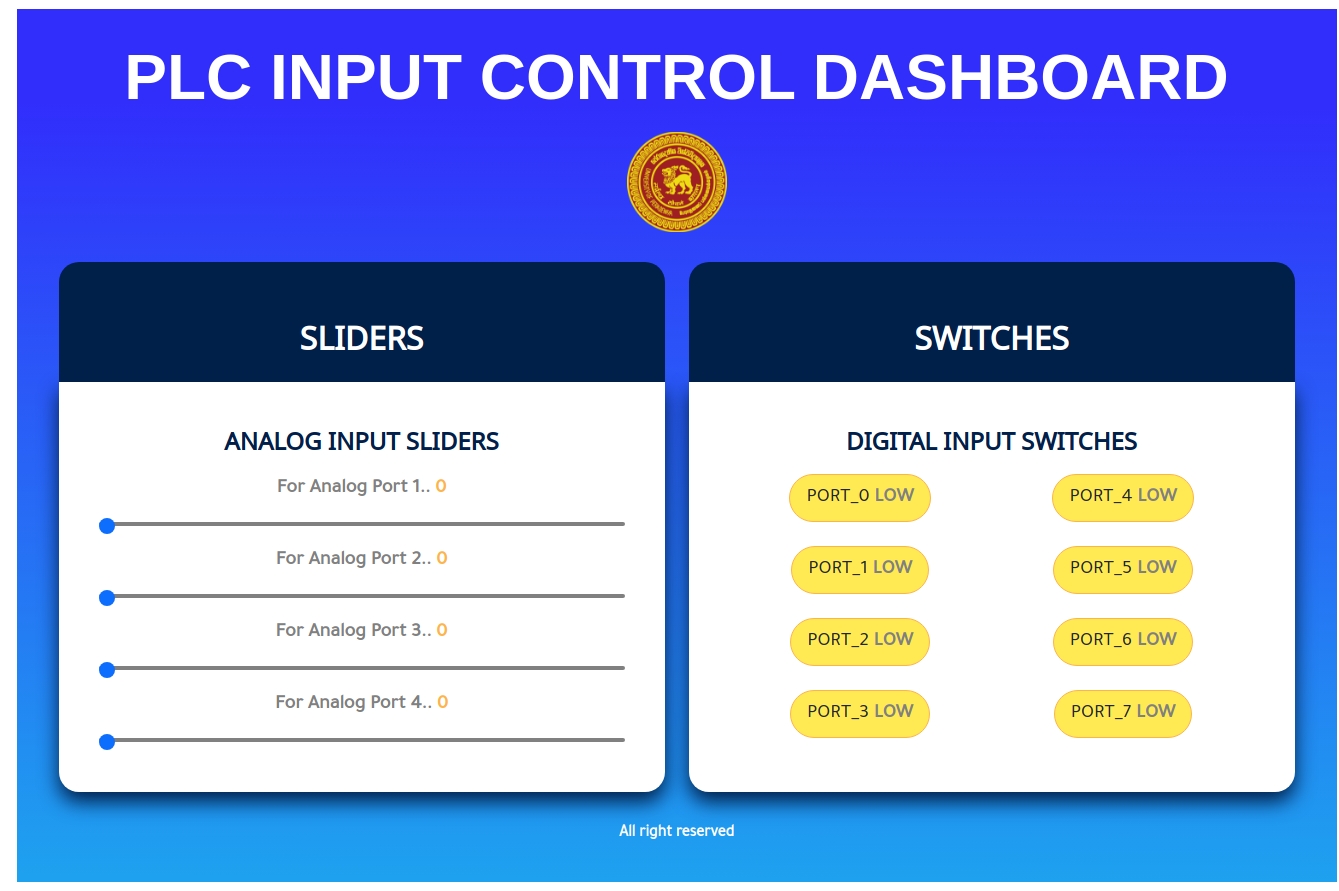 PLC INPUT CONTROL DASHBOARD
SLIDERS
ANALOG INPUT SLIDERS
For Analog Port 1.. 0
For Analog Port 2.. 0
For Analog Port 3.. 0
For Analog Port 4.. 0
SWITCHES
DIGITAL INPUT SWITCHES
PORT_0 LOW
PORT_4 LOW
PORT_1 LOW
PORT_5 LOW
PORT_2 LOW
PORT_6 LOW
PORT_3 LOW
PORT_7 LOW
All right reserved